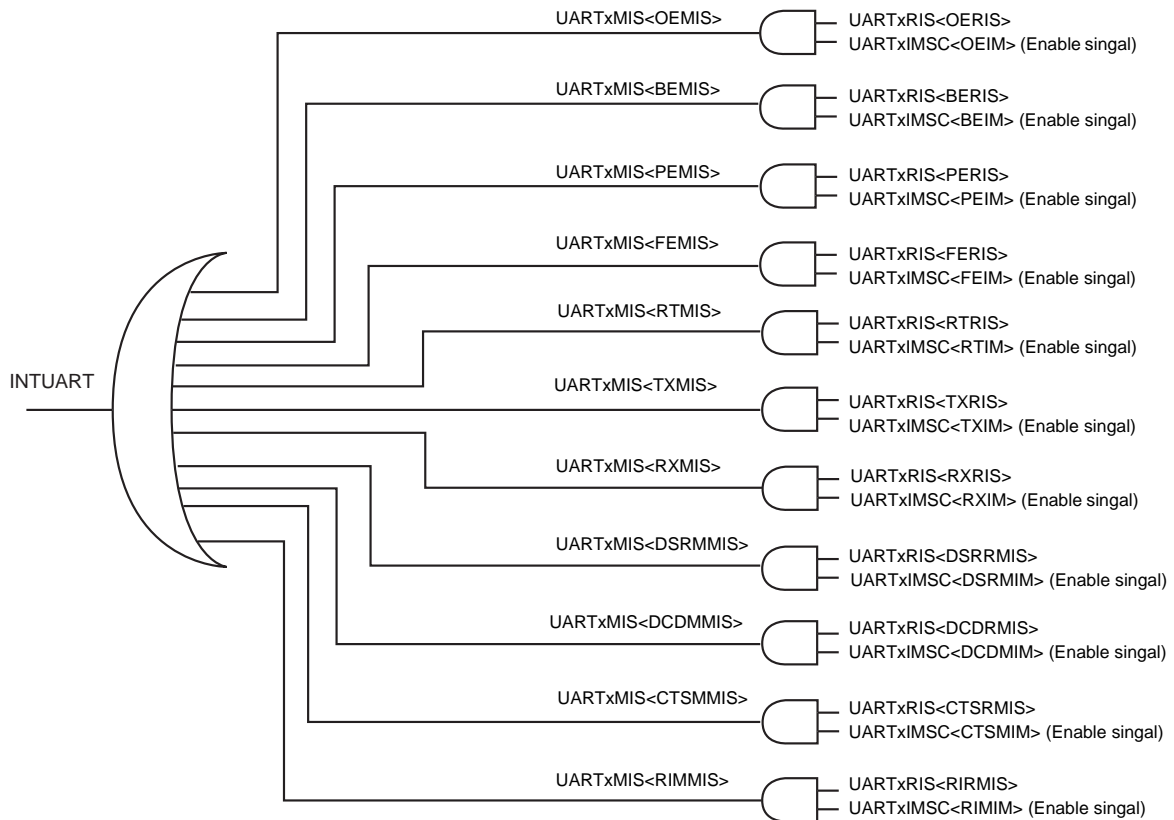 UARTxMIS<OEMIS>
UARTxRIS<OERIS>
UARTxIMSC<OEIM> (Enable singal)
UARTxMIS<BEMIS>
UARTxRIS<BERIS>
UARTxIMSC<BEIM> (Enable singal)
UARTxMIS<PEMIS>
UARTxRIS<PERIS>
UARTxIMSC<PEIM> (Enable singal)
UARTxMIS<FEMIS>
UARTxRIS<FERIS>
UARTxIMSC<FEIM> (Enable singal)
UARTxMIS<RTMIS>
UARTxRIS<RTRIS>
UARTxIMSC<RTIM> (Enable singal)
INTUART
UARTxMIS<TXMIS>
UARTxRIS<TXRIS>
UARTxIMSC<TXIM> (Enable singal)
UARTxMIS<RXMIS>
UARTxRIS<RXRIS>
UARTxIMSC<RXIM> (Enable singal)
UARTxMIS<DSRMMIS>
UARTxRIS<DSRRMIS>
UARTxIMSC<DSRMIM> (Enable singal)
UARTxMIS<DCDMMIS>
UARTxRIS<DCDRMIS>
UARTxIMSC<DCDMIM> (Enable singal)
UARTxMIS<CTSMMIS>
UARTxRIS<CTSRMIS>
UARTxIMSC<CTSMIM> (Enable singal)
UARTxMIS<RIMMIS>
UARTxRIS<RIRMIS>
UARTxIMSC<RIMIM> (Enable singal)